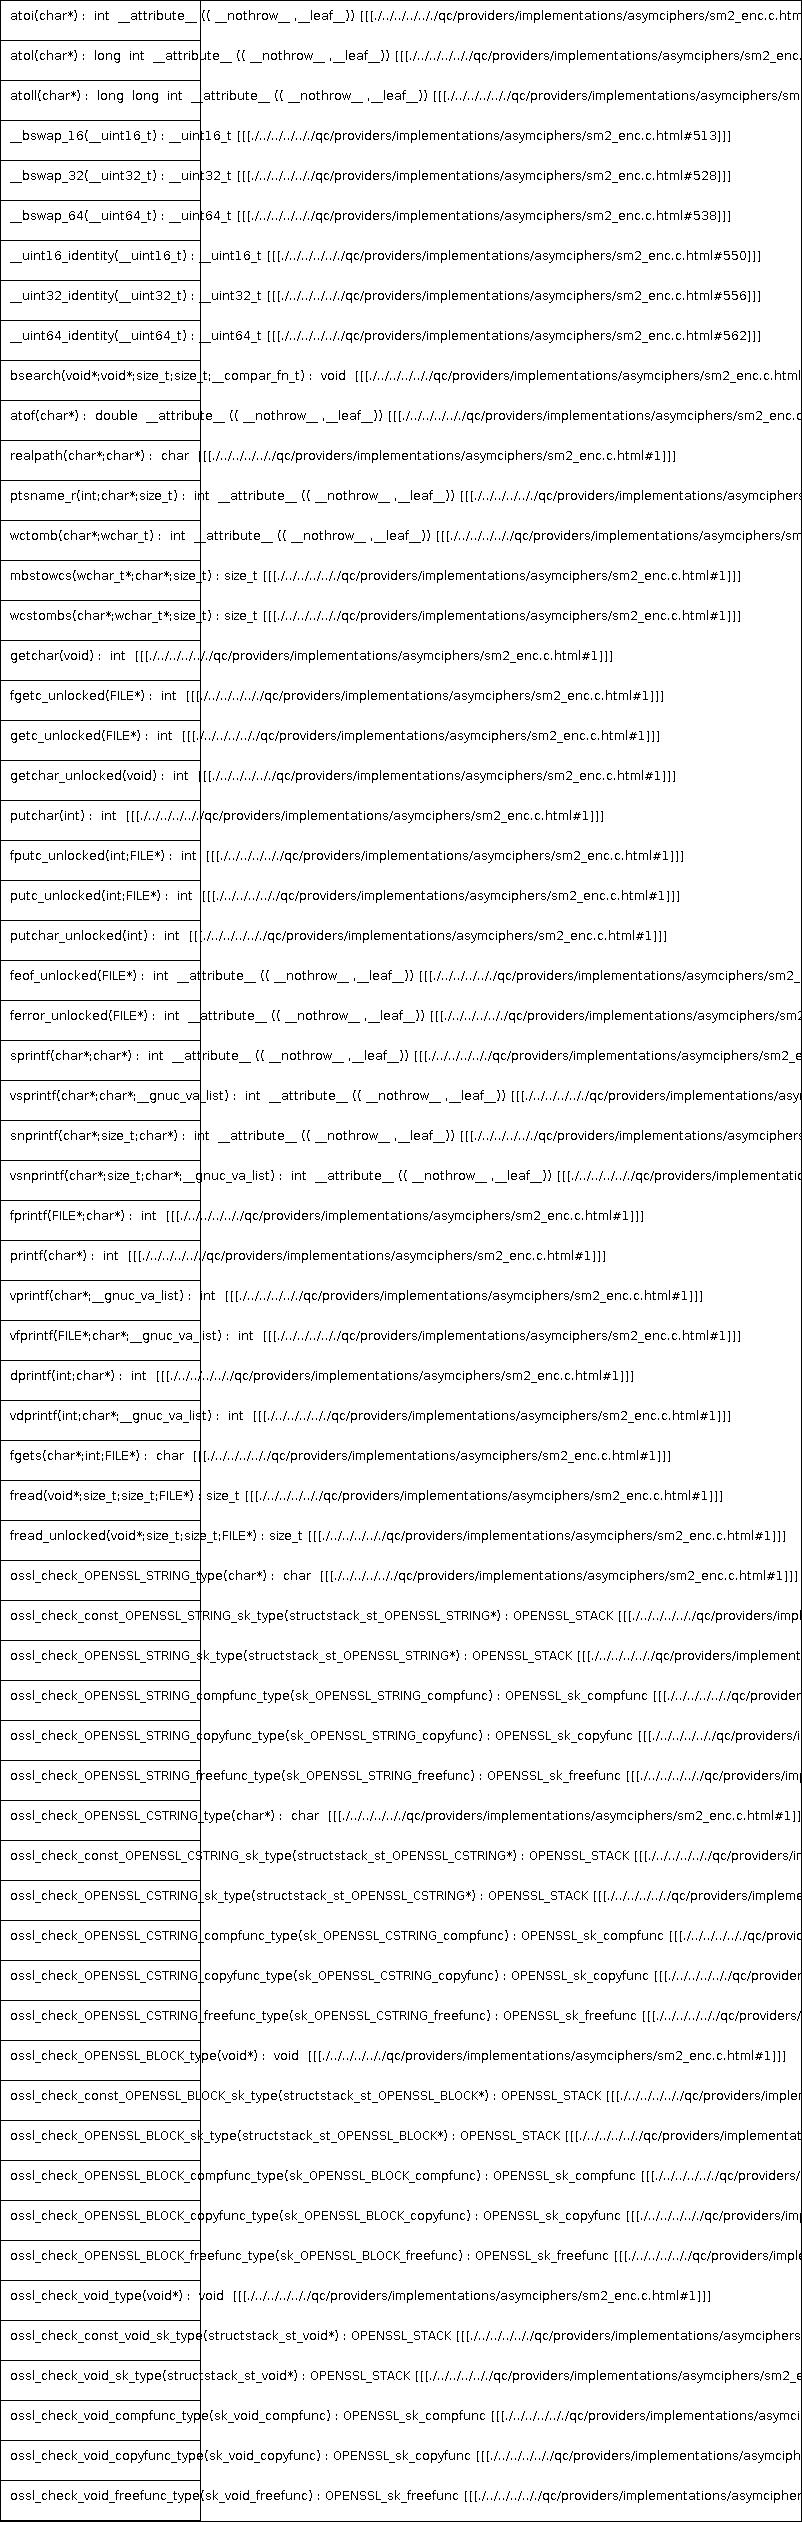 atoi(char*) : int __attribute__ (( __nothrow__ ,__leaf__)) [[[./../../../../qc/providers/implementations/asymciphers/sm2_enc.c.htm
atol(char*) : long int __attribute__ (( __nothrow__ ,__leaf__)) [[[./../../../../qc/providers/implementations/asymciphers/sm2_enc.
atoll(char*) : long long int __attribute__ (( __nothrow__ ,__leaf__)) [[[./../../../../qc/providers/implementations/asymciphers/sm
__bswap_16(__uint16_t) : __uint16_t [[[./../../../../qc/providers/implementations/asymciphers/sm2_enc.c.html#513]]]
__bswap_32(__uint32_t) : __uint32_t [[[./../../../../qc/providers/implementations/asymciphers/sm2_enc.c.html#528]]]
__bswap_64(__uint64_t) : __uint64_t [[[./../../../../qc/providers/implementations/asymciphers/sm2_enc.c.html#538]]]
__uint16_identity(__uint16_t) : __uint16_t [[[./../../../../qc/providers/implementations/asymciphers/sm2_enc.c.html#550]]]
__uint32_identity(__uint32_t) : __uint32_t [[[./../../../../qc/providers/implementations/asymciphers/sm2_enc.c.html#556]]]
__uint64_identity(__uint64_t) : __uint64_t [[[./../../../../qc/providers/implementations/asymciphers/sm2_enc.c.html#562]]]
bsearch(void*;void*;size_t;size_t;__compar_fn_t) : void [[[./../../../../qc/providers/implementations/asymciphers/sm2_enc.c.html
atof(char*) : double __attribute__ (( __nothrow__ ,__leaf__)) [[[./../../../../qc/providers/implementations/asymciphers/sm2_enc.c
realpath(char*;char*) : char [[[./../../../../qc/providers/implementations/asymciphers/sm2_enc.c.html#1]]]
ptsname_r(int;char*;size_t) : int __attribute__ (( __nothrow__ ,__leaf__)) [[[./../../../../qc/providers/implementations/asymciphers
wctomb(char*;wchar_t) : int __attribute__ (( __nothrow__ ,__leaf__)) [[[./../../../../qc/providers/implementations/asymciphers/sm
mbstowcs(wchar_t*;char*;size_t) : size_t [[[./../../../../qc/providers/implementations/asymciphers/sm2_enc.c.html#1]]]
wcstombs(char*;wchar_t*;size_t) : size_t [[[./../../../../qc/providers/implementations/asymciphers/sm2_enc.c.html#1]]]
getchar(void) : int [[[./../../../../qc/providers/implementations/asymciphers/sm2_enc.c.html#1]]]
fgetc_unlocked(FILE*) : int [[[./../../../../qc/providers/implementations/asymciphers/sm2_enc.c.html#1]]]
getc_unlocked(FILE*) : int [[[./../../../../qc/providers/implementations/asymciphers/sm2_enc.c.html#1]]]
getchar_unlocked(void) : int [[[./../../../../qc/providers/implementations/asymciphers/sm2_enc.c.html#1]]]
putchar(int) : int [[[./../../../../qc/providers/implementations/asymciphers/sm2_enc.c.html#1]]]
fputc_unlocked(int;FILE*) : int [[[./../../../../qc/providers/implementations/asymciphers/sm2_enc.c.html#1]]]
putc_unlocked(int;FILE*) : int [[[./../../../../qc/providers/implementations/asymciphers/sm2_enc.c.html#1]]]
putchar_unlocked(int) : int [[[./../../../../qc/providers/implementations/asymciphers/sm2_enc.c.html#1]]]
feof_unlocked(FILE*) : int __attribute__ (( __nothrow__ ,__leaf__)) [[[./../../../../qc/providers/implementations/asymciphers/sm2_
ferror_unlocked(FILE*) : int __attribute__ (( __nothrow__ ,__leaf__)) [[[./../../../../qc/providers/implementations/asymciphers/sm2
sprintf(char*;char*) : int __attribute__ (( __nothrow__ ,__leaf__)) [[[./../../../../qc/providers/implementations/asymciphers/sm2_e
vsprintf(char*;char*;__gnuc_va_list) : int __attribute__ (( __nothrow__ ,__leaf__)) [[[./../../../../qc/providers/implementations/asy
snprintf(char*;size_t;char*) : int __attribute__ (( __nothrow__ ,__leaf__)) [[[./../../../../qc/providers/implementations/asymciphers
vsnprintf(char*;size_t;char*;__gnuc_va_list) : int __attribute__ (( __nothrow__ ,__leaf__)) [[[./../../../../qc/providers/implementatio
fprintf(FILE*;char*) : int [[[./../../../../qc/providers/implementations/asymciphers/sm2_enc.c.html#1]]]
printf(char*) : int [[[./../../../../qc/providers/implementations/asymciphers/sm2_enc.c.html#1]]]
vprintf(char*;__gnuc_va_list) : int [[[./../../../../qc/providers/implementations/asymciphers/sm2_enc.c.html#1]]]
vfprintf(FILE*;char*;__gnuc_va_list) : int [[[./../../../../qc/providers/implementations/asymciphers/sm2_enc.c.html#1]]]
dprintf(int;char*) : int [[[./../../../../qc/providers/implementations/asymciphers/sm2_enc.c.html#1]]]
vdprintf(int;char*;__gnuc_va_list) : int [[[./../../../../qc/providers/implementations/asymciphers/sm2_enc.c.html#1]]]
fgets(char*;int;FILE*) : char [[[./../../../../qc/providers/implementations/asymciphers/sm2_enc.c.html#1]]]
fread(void*;size_t;size_t;FILE*) : size_t [[[./../../../../qc/providers/implementations/asymciphers/sm2_enc.c.html#1]]]
fread_unlocked(void*;size_t;size_t;FILE*) : size_t [[[./../../../../qc/providers/implementations/asymciphers/sm2_enc.c.html#1]]]
ossl_check_OPENSSL_STRING_type(char*) : char [[[./../../../../qc/providers/implementations/asymciphers/sm2_enc.c.html#1]]]
ossl_check_const_OPENSSL_STRING_sk_type(structstack_st_OPENSSL_STRING*) : OPENSSL_STACK [[[./../../../../qc/providers/impl
ossl_check_OPENSSL_STRING_sk_type(structstack_st_OPENSSL_STRING*) : OPENSSL_STACK [[[./../../../../qc/providers/implement
ossl_check_OPENSSL_STRING_compfunc_type(sk_OPENSSL_STRING_compfunc) : OPENSSL_sk_compfunc [[[./../../../../qc/provider
ossl_check_OPENSSL_STRING_copyfunc_type(sk_OPENSSL_STRING_copyfunc) : OPENSSL_sk_copyfunc [[[./../../../../qc/providers/i
ossl_check_OPENSSL_STRING_freefunc_type(sk_OPENSSL_STRING_freefunc) : OPENSSL_sk_freefunc [[[./../../../../qc/providers/imp
ossl_check_OPENSSL_CSTRING_type(char*) : char [[[./../../../../qc/providers/implementations/asymciphers/sm2_enc.c.html#1]]]
ossl_check_const_OPENSSL_CSTRING_sk_type(structstack_st_OPENSSL_CSTRING*) : OPENSSL_STACK [[[./../../../../qc/providers/im
ossl_check_OPENSSL_CSTRING_sk_type(structstack_st_OPENSSL_CSTRING*) : OPENSSL_STACK [[[./../../../../qc/providers/impleme
ossl_check_OPENSSL_CSTRING_compfunc_type(sk_OPENSSL_CSTRING_compfunc) : OPENSSL_sk_compfunc [[[./../../../../qc/provid
ossl_check_OPENSSL_CSTRING_copyfunc_type(sk_OPENSSL_CSTRING_copyfunc) : OPENSSL_sk_copyfunc [[[./../../../../qc/provider
ossl_check_OPENSSL_CSTRING_freefunc_type(sk_OPENSSL_CSTRING_freefunc) : OPENSSL_sk_freefunc [[[./../../../../qc/providers/
ossl_check_OPENSSL_BLOCK_type(void*) : void [[[./../../../../qc/providers/implementations/asymciphers/sm2_enc.c.html#1]]]
ossl_check_const_OPENSSL_BLOCK_sk_type(structstack_st_OPENSSL_BLOCK*) : OPENSSL_STACK [[[./../../../../qc/providers/implem
ossl_check_OPENSSL_BLOCK_sk_type(structstack_st_OPENSSL_BLOCK*) : OPENSSL_STACK [[[./../../../../qc/providers/implementat
ossl_check_OPENSSL_BLOCK_compfunc_type(sk_OPENSSL_BLOCK_compfunc) : OPENSSL_sk_compfunc [[[./../../../../qc/providers/
ossl_check_OPENSSL_BLOCK_copyfunc_type(sk_OPENSSL_BLOCK_copyfunc) : OPENSSL_sk_copyfunc [[[./../../../../qc/providers/imp
ossl_check_OPENSSL_BLOCK_freefunc_type(sk_OPENSSL_BLOCK_freefunc) : OPENSSL_sk_freefunc [[[./../../../../qc/providers/imple
ossl_check_void_type(void*) : void [[[./../../../../qc/providers/implementations/asymciphers/sm2_enc.c.html#1]]]
ossl_check_const_void_sk_type(structstack_st_void*) : OPENSSL_STACK [[[./../../../../qc/providers/implementations/asymciphers
ossl_check_void_sk_type(structstack_st_void*) : OPENSSL_STACK [[[./../../../../qc/providers/implementations/asymciphers/sm2_e
ossl_check_void_compfunc_type(sk_void_compfunc) : OPENSSL_sk_compfunc [[[./../../../../qc/providers/implementations/asymci
ossl_check_void_copyfunc_type(sk_void_copyfunc) : OPENSSL_sk_copyfunc [[[./../../../../qc/providers/implementations/asymciph
ossl_check_void_freefunc_type(sk_void_freefunc) : OPENSSL_sk_freefunc [[[./../../../../qc/providers/implementations/asymcipher